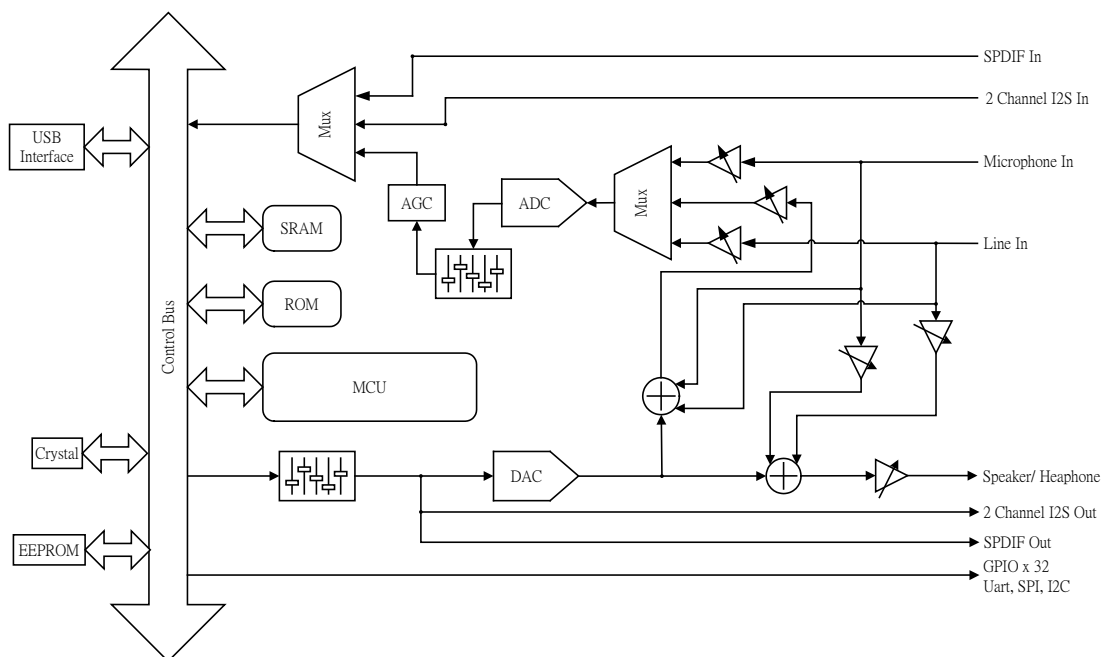 SPDIF In
2 Channel I2S In
Mux
USB
Interface
Microphone In
Mux
AGC
ADC
SRAM
Line In
ROM
Control Bus
MCU
Crystal
DAC
Speaker/ Heaphone
2 Channel I2S Out
SPDIF Out
EEPROM
GPIO x 32
Uart, SPI, I2C